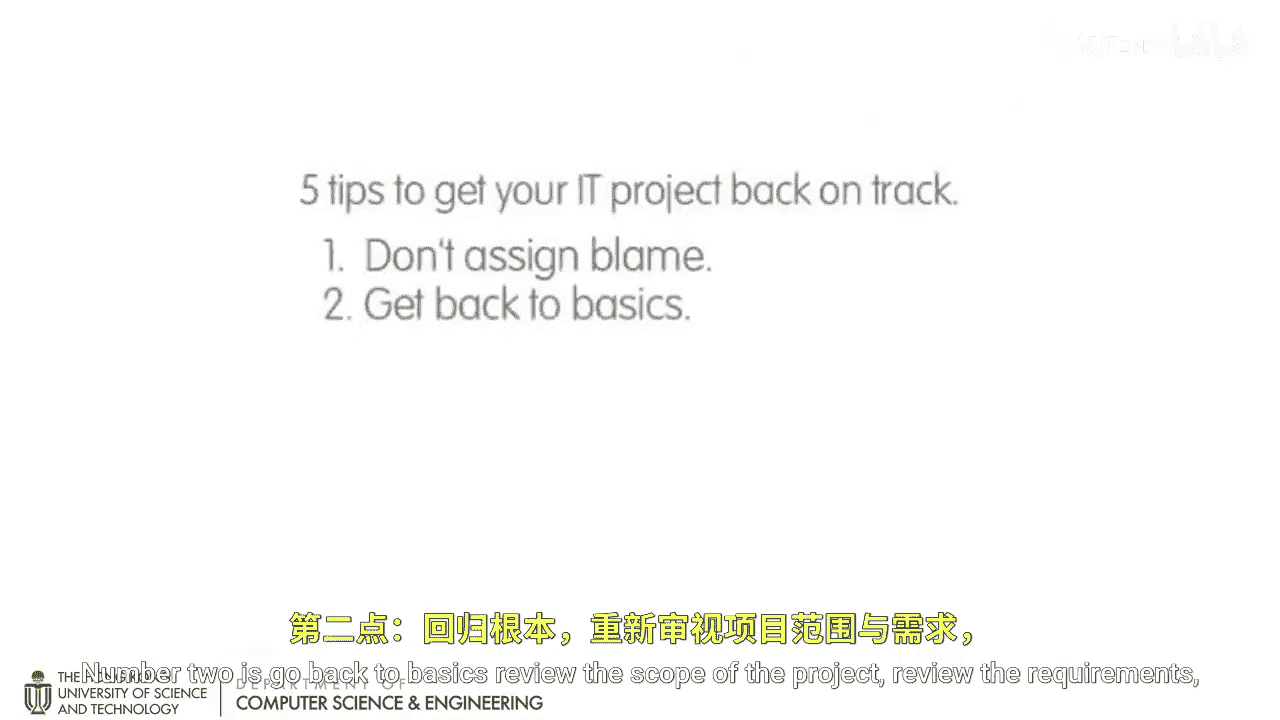 5 tips to get your IT project back on track.
1. Don't assign blame.
2. Get back to basics.
第二点：回归根本，重新审视项目范围与需求，
Number two is go back to basics review the scope of the project, review the requirements,
UNIVERSITY OF SCIENCE
AND TECHNOLOGY
DEPARTMENT OF
COMPUTER SCIENCE & ENGINEERING